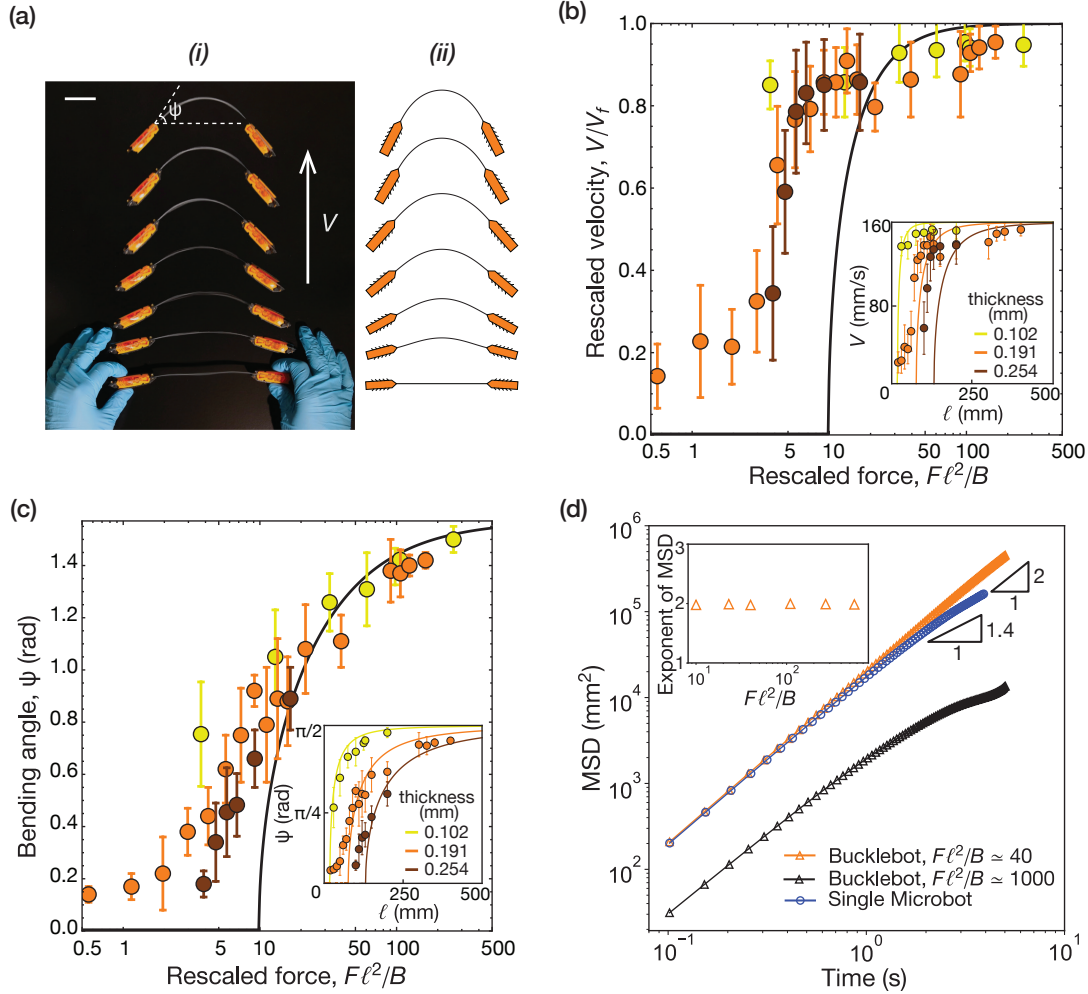 (a)
(i)
(ii)
ψ
V
(b)
Rescaled velocity, V/Vf
1.0
0.8
0.6
0.4
0.2
0.0
0.5 1 5 10 50 100 500
Rescaled force, Fℓ²/B
V (mm/s)
160
80
0
0 250 500
ℓ (mm)
thickness
(mm)
0.102
0.191
0.254
(c)
Bending angle, ψ (rad)
1.4
1.2
1.0
0.8
0.6
0.4
0.2
0.0
0.5 1 5 10 50 100 500
Rescaled force, Fℓ²/B
ψ (rad)
π/2
π/4
0 250 500
ℓ (mm)
thickness
(mm)
0.102
0.191
0.254
(d)
MSD (mm²)
10⁶
10⁵
10⁴
10³
10²
10⁻¹ 10⁰ 10¹
Time (s)
Exponent of MSD
3
2
1
10¹ 10²
Fℓ²/B
2
1
1.4
1
Bucklebot, Fℓ²/B ≃ 40
Bucklebot, Fℓ²/B ≃ 1000
Single Microbot